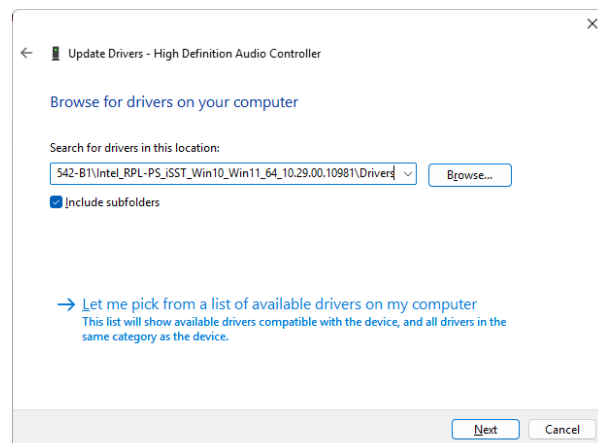 Update Drivers - High Definition Audio Controller
Browse for drivers on your computer
Search for drivers in this location:
542-B1\Intel_RPL-PS_iSST_Win10_Win11_64_10.29.00.10981\Drivers
Browse...
Include subfolders
Let me pick from a list of available drivers on my computer
This list will show available drivers compatible with the device, and all drivers in the
same category as the device.
Next
Cancel